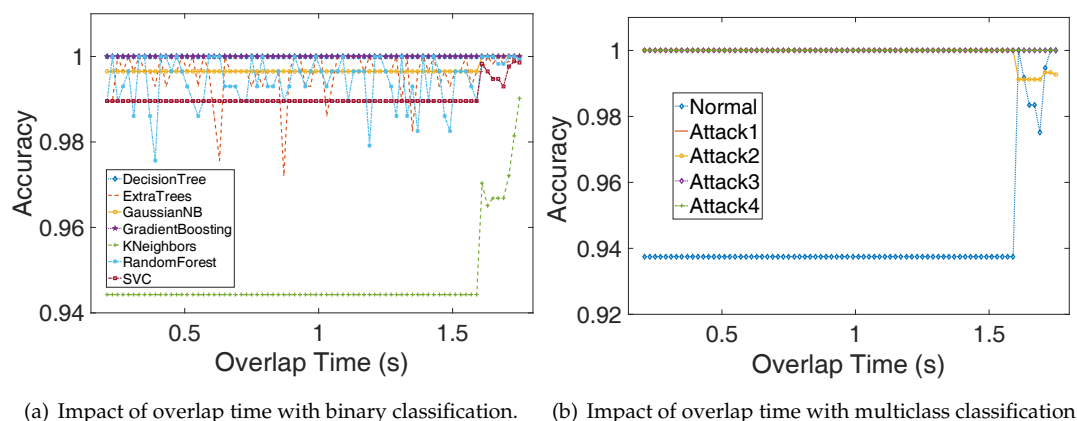 1
0.98
0.96
0.94
Accuracy
DecisionTree
ExtraTrees
GaussianNB
GradientBoosting
KNeighbors
RandomForest
SVC
0.5
1
1.5
Overlap Time (s)
(a) Impact of overlap time with binary classification.
1
0.98
0.96
0.94
0.92
Accuracy
Normal
Attack1
Attack2
Attack3
Attack4
0.5
1
1.5
Overlap Time (s)
(b) Impact of overlap time with multiclass classification